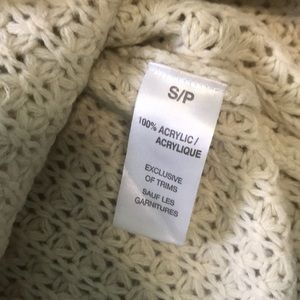 S/P
100% ACRYLIC /
ACRYLIQUE
EXCLUSIVE
OF TRIMS
SAUF LES
GARNITURES